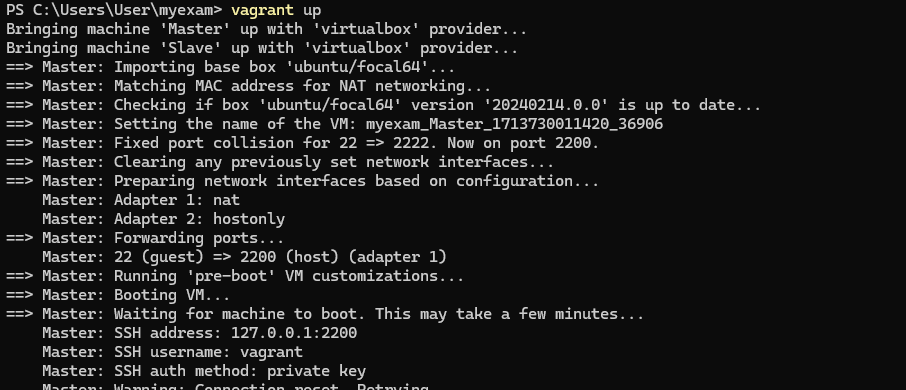 PS C:\Users\User\myexam> vagrant up
Bringing machine 'Master' up with 'virtualbox' provider...
Bringing machine 'Slave' up with 'virtualbox' provider...
==> Master: Importing base box 'ubuntu/focal64'...
==> Master: Matching MAC address for NAT networking...
==> Master: Checking if box 'ubuntu/focal64' version '20240214.0.0' is up to date...
==> Master: Setting the name of the VM: myexam_Master_1713730011420_36906
==> Master: Fixed port collision for 22 => 2222. Now on port 2200.
==> Master: Clearing any previously set network interfaces...
==> Master: Preparing network interfaces based on configuration...
    Master: Adapter 1: nat
    Master: Adapter 2: hostonly
==> Master: Forwarding ports...
    Master: 22 (guest) => 2200 (host) (adapter 1)
==> Master: Running 'pre-boot' VM customizations...
==> Master: Booting VM...
==> Master: Waiting for machine to boot. This may take a few minutes...
    Master: SSH address: 127.0.0.1:2200
    Master: SSH username: vagrant
    Master: SSH auth method: private key
    Master: Warning: Connection reset. Retrying